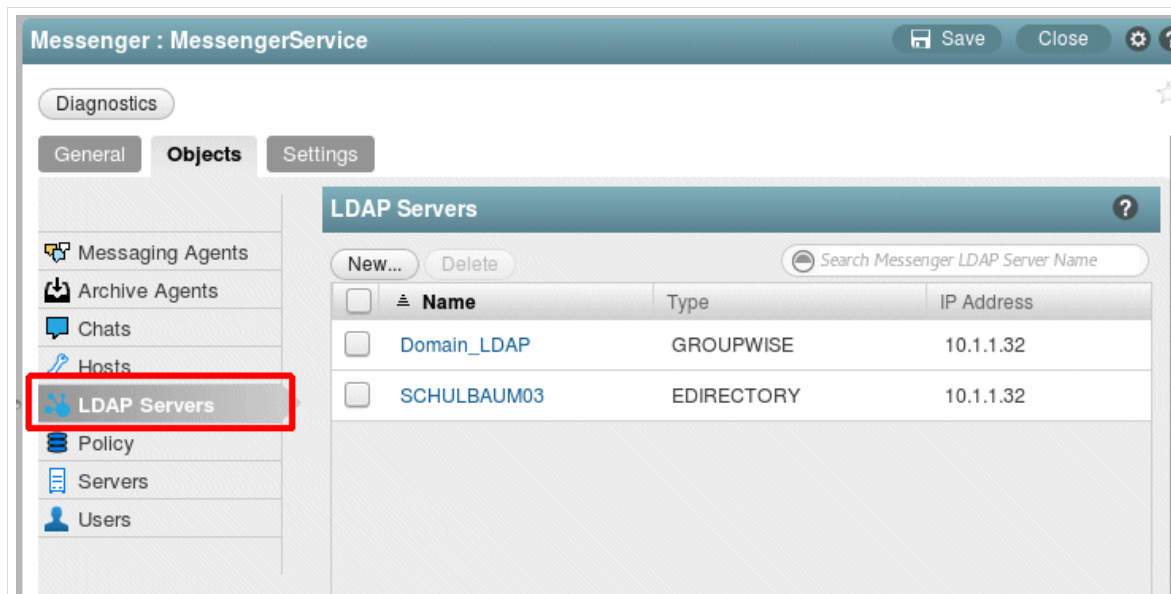 Messenger : MessengerService Save Close
Diagnostics
General Objects Settings
LDAP Servers ?
Messaging Agents
Archive Agents
Chats
Hosts
LDAP Servers
Policy
Servers
Users
New... Delete Search Messenger LDAP Server Name
Name Type IP Address
Domain_LDAP GROUPWISE 10.1.1.32
SCHULBAUM03 EDIRECTORY 10.1.1.32